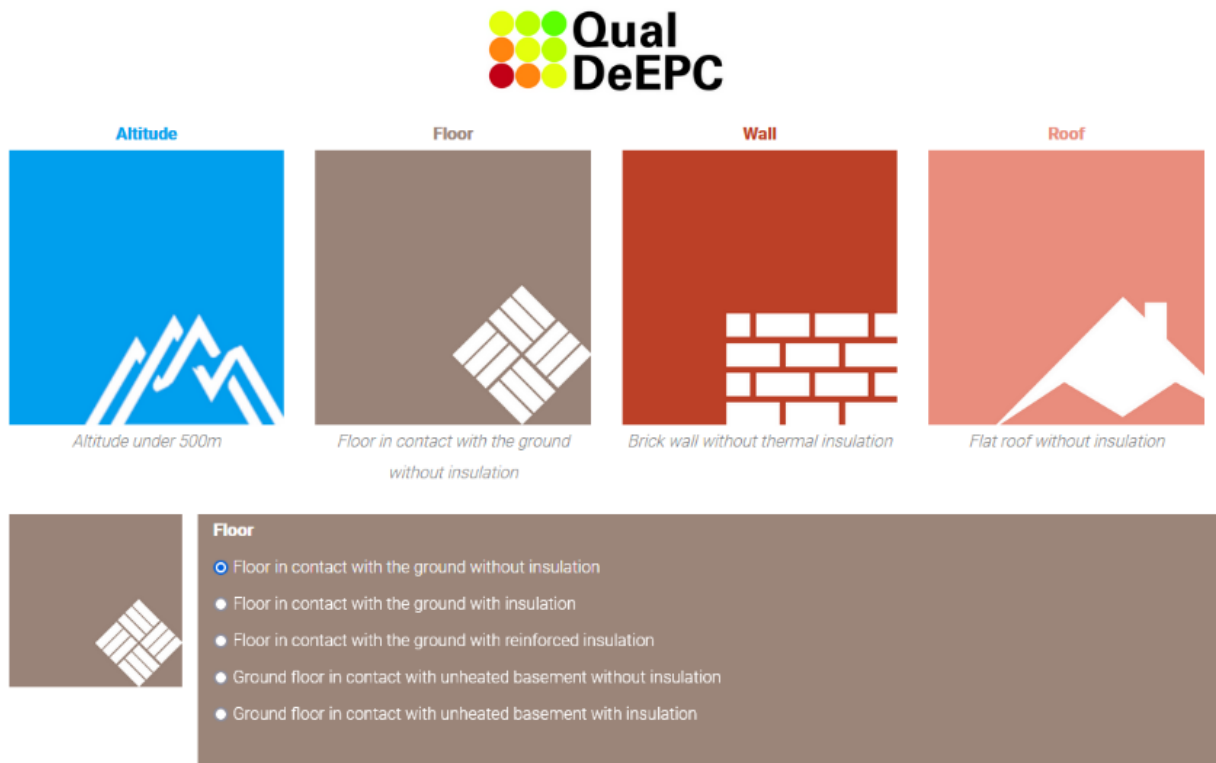 Qual
DeEPC
Altitude
Floor
Wall
Roof
Altitude under 500m
Floor in contact with the ground
without insulation
Brick wall without thermal insulation
Flat roof without insulation
Floor
Floor in contact with the ground without insulation
Floor in contact with the ground with insulation
Floor in contact with the ground with reinforced insulation
Ground floor in contact with unheated basement without insulation
Ground floor in contact with unheated basement with insulation